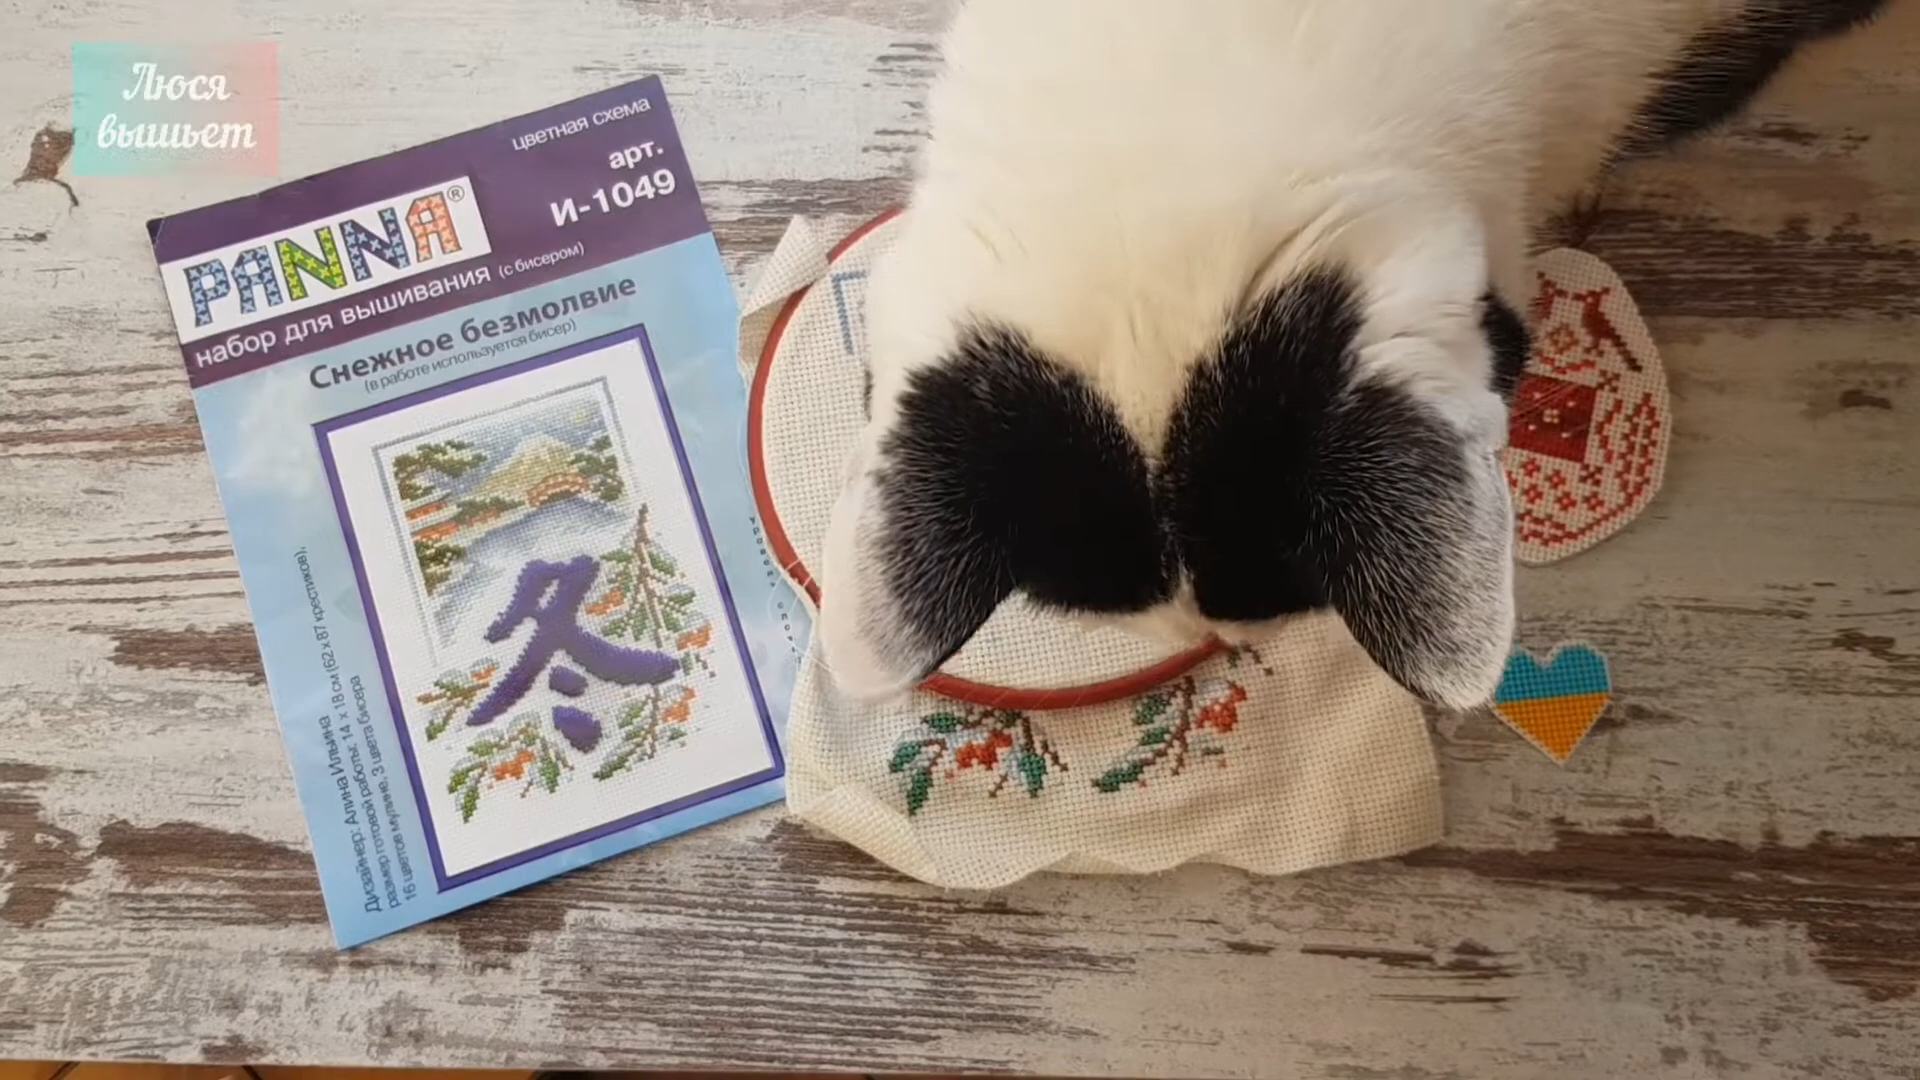 Люся
вышьет
цветная схема
арт.
И-1049
PANNA®
набор для вышивания (с бисером)
Снежное безмолвие
(в работе используется бисер)
冬
Дизайнер: Алина Ильина
размер готовой работы: 14 х 18 см (62 х 87 крестиков),
16 цветов мулине, 3 цвета бисера